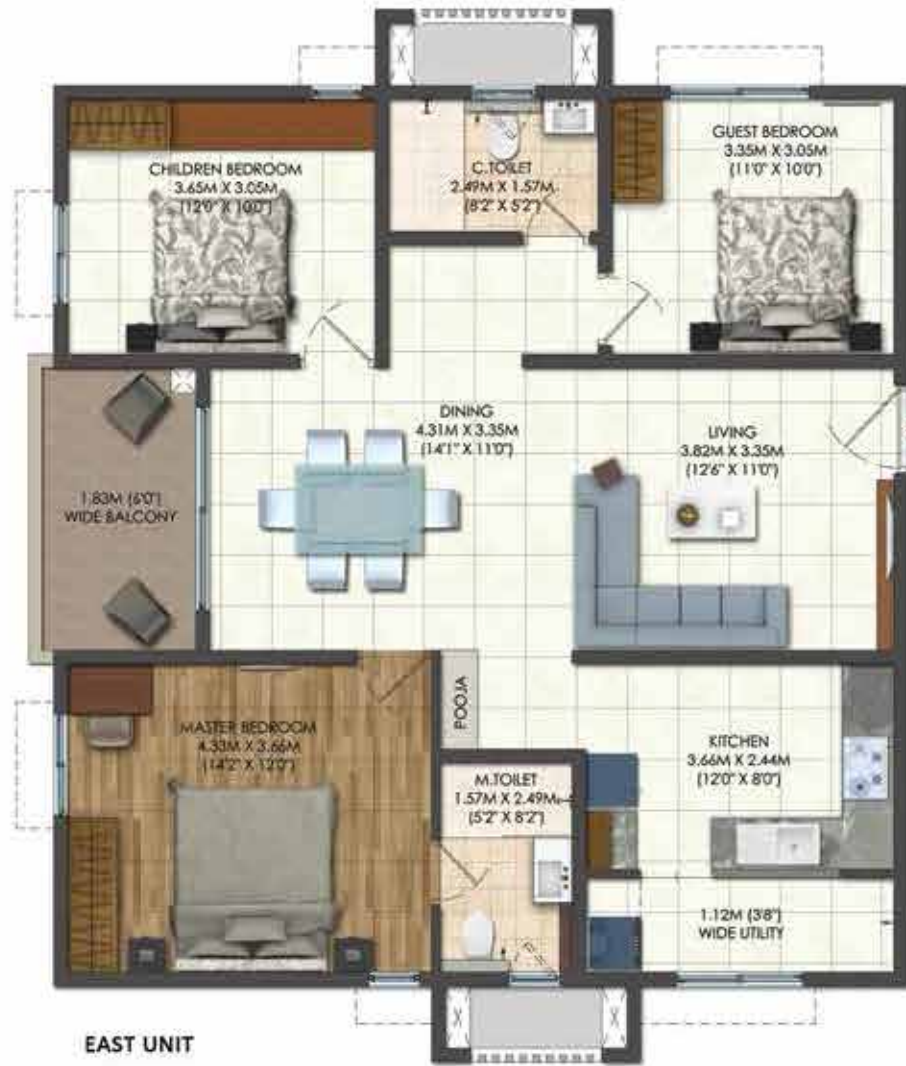 CHILDREN BEDROOM
3.65M X 3.05M
(12'0" X 10'0")
C.TOILET
2.49M X 1.57M
(8'2" X 5'2")
GUEST BEDROOM
3.35M X 3.05M
(11'0" X 10'0")
DINING
4.31M X 3.35M
(14'1" X 11'0")
LIVING
3.82M X 3.35M
(12'6" X 11'0")
1.83M (6'0")
WIDE BALCONY
MASTER BEDROOM
4.33M X 3.66M
(14'2" X 12'0")
POOJA
M.TOILET
1.57M X 2.49M
(5'2" X 8'2")
KITCHEN
3.66M X 2.44M
(12'0" X 8'0")
1.12M (3'8")
WIDE UTILITY
EAST UNIT